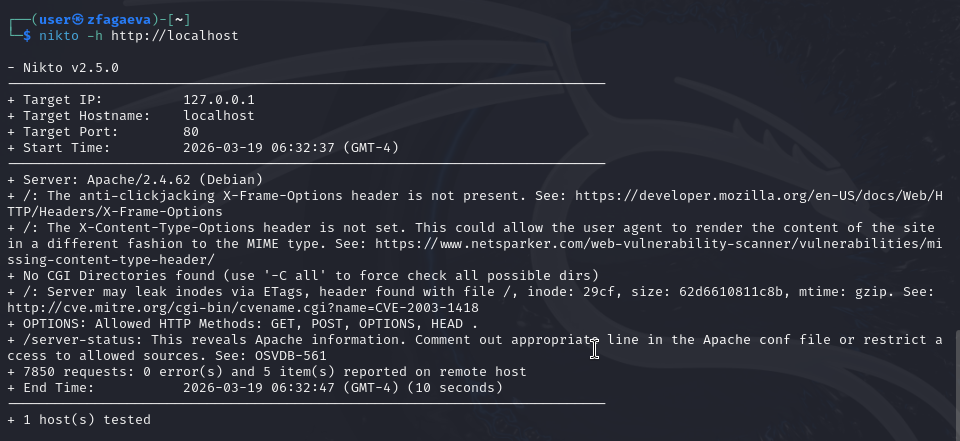 ┌──(user㉿zfagaeva)-[~]
└─$ nikto -h http://localhost
- Nikto v2.5.0
+ Target IP:          127.0.0.1
+ Target Hostname:    localhost
+ Target Port:        80
+ Start Time:         2026-03-19 06:32:37 (GMT-4)
+ Server: Apache/2.4.62 (Debian)
+ /: The anti-clickjacking X-Frame-Options header is not present. See: https://developer.mozilla.org/en-US/docs/Web/H
TTP/Headers/X-Frame-Options
+ /: The X-Content-Type-Options header is not set. This could allow the user agent to render the content of the site
in a different fashion to the MIME type. See: https://www.netsparker.com/web-vulnerability-scanner/vulnerabilities/mi
ssing-content-type-header/
+ No CGI Directories found (use '-C all' to force check all possible dirs)
+ /: Server may leak inodes via ETags, header found with file /, inode: 29cf, size: 62d6610811c8b, mtime: gzip. See:
http://cve.mitre.org/cgi-bin/cvename.cgi?name=CVE-2003-1418
+ OPTIONS: Allowed HTTP Methods: GET, POST, OPTIONS, HEAD .
+ /server-status: This reveals Apache information. Comment out appropriate line in the Apache conf file or restrict a
ccess to allowed sources. See: OSVDB-561
+ 7850 requests: 0 error(s) and 5 item(s) reported on remote host
+ End Time:           2026-03-19 06:32:47 (GMT-4) (10 seconds)
+ 1 host(s) tested